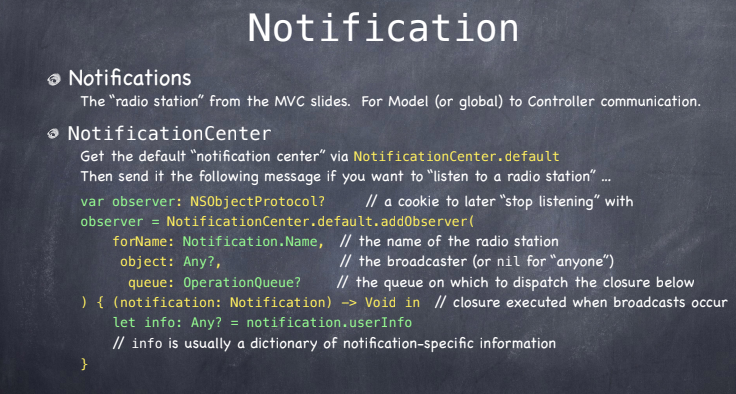 Notification
Notifications
The "radio station" from the MVC slides. For Model (or global) to Controller communication.
NotificationCenter
Get the default "notification center" via NotificationCenter.default
Then send it the following message if you want to "listen to a radio station" ...
var observer: NSObjectProtocol? // a cookie to later "stop listening" with
observer = NotificationCenter.default.addObserver(
forName: Notification.Name, // the name of the radio station
object: Any?, // the broadcaster (or nil for "anyone")
queue: OperationQueue? // the queue on which to dispatch the closure below
) { (notification: Notification) -> Void in // closure executed when broadcasts occur
let info: Any? = notification.userInfo
// info is usually a dictionary of notification-specific information
}